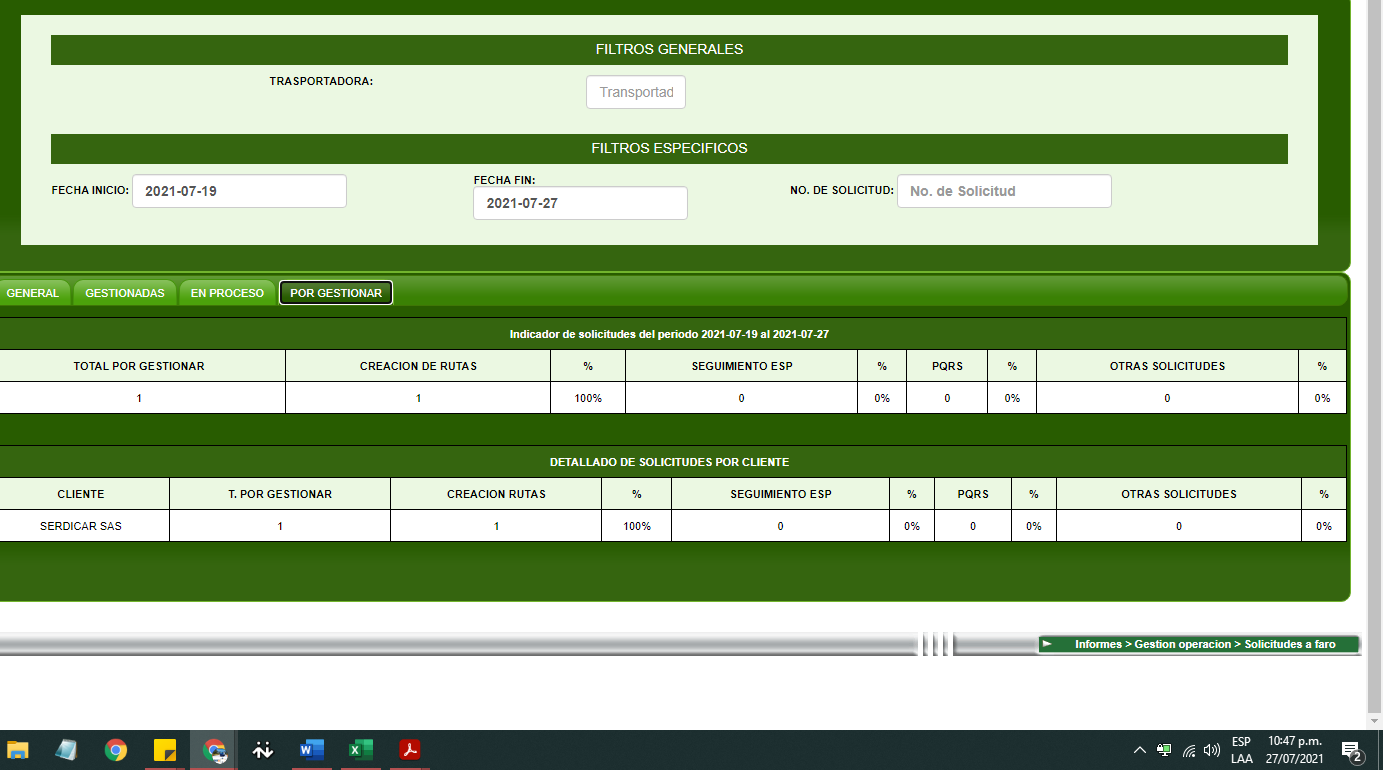 FILTROS GENERALES
TRASPORTADORA: Transportad
FILTROS ESPECIFICOS
FECHA INICIO: 2021-07-19 FECHA FIN: 2021-07-27 NO. DE SOLICITUD: No. de Solicitud
GENERAL GESTIONADAS EN PROCESO POR GESTIONAR
Indicador de solicitudes del periodo 2021-07-19 al 2021-07-27
TOTAL POR GESTIONAR CREACION DE RUTAS % SEGUIMIENTO ESP % PQRS % OTRAS SOLICITUDES %
1 1 100% 0 0% 0 0% 0 0%
DETALLADO DE SOLICITUDES POR CLIENTE
CLIENTE T. POR GESTIONAR CREACION RUTAS % SEGUIMIENTO ESP % PQRS % OTRAS SOLICITUDES %
SERDICAR SAS 1 1 100% 0 0% 0 0% 0 0%
Informes > Gestion operacion > Solicitudes a faro
ESP 10:47 p.m.
LAA 27/07/2021 2